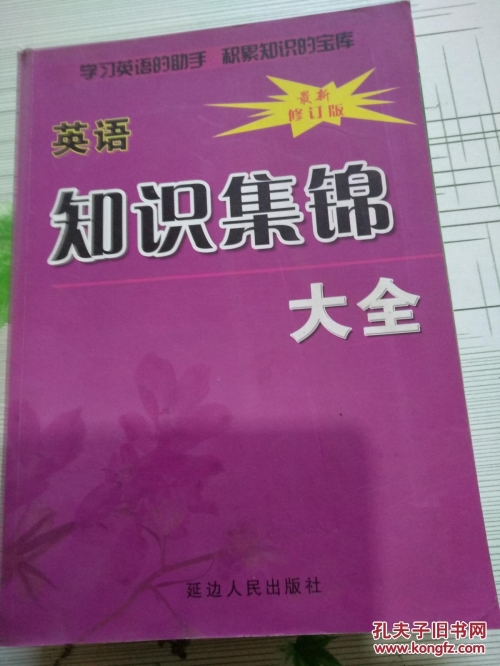 学习英语的助手 积累知识的宝库
最新
修订版
英语
知识集锦
大全
延边人民出版社
孔夫子旧书网
www.kongfz.com